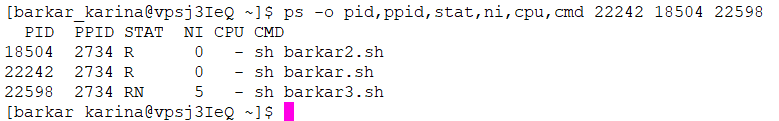 [barkar_karina@vpsj3IeQ ~]$ ps -o pid,ppid,stat,ni,cpu,cmd 22242 18504 22598
  PID  PPID STAT  NI CPU CMD
18504  2734 R      0   - sh barkar2.sh
22242  2734 R      0   - sh barkar.sh
22598  2734 RN     5   - sh barkar3.sh
[barkar_karina@vpsj3IeQ ~]$